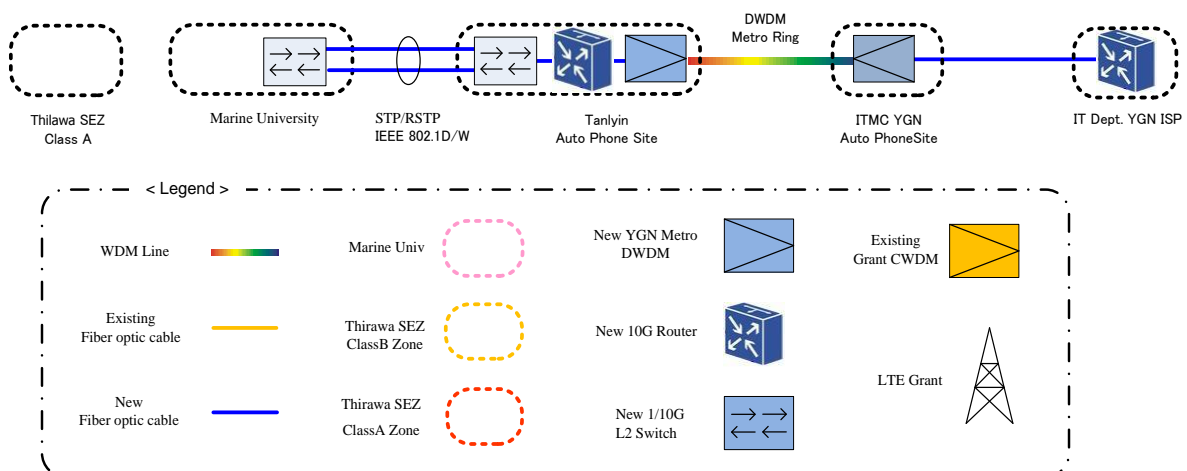 DWDM
Metro Ring
Thilawa SEZ
Class A
Marine University
STP/RSTP
IEEE 802.1D/W
Tanlyin
Auto Phone Site
ITMC YGN
Auto PhoneSite
IT Dept. YGN ISP
< Legend >
WDM Line
Marine Univ
New YGN Metro
DWDM
Existing
Grant CWDM
Existing
Fiber optic cable
Thirawa SEZ
ClassB Zone
New 10G Router
LTE Grant
New
Fiber optic cable
Thirawa SEZ
ClassA Zone
New 1/10G
L2 Switch